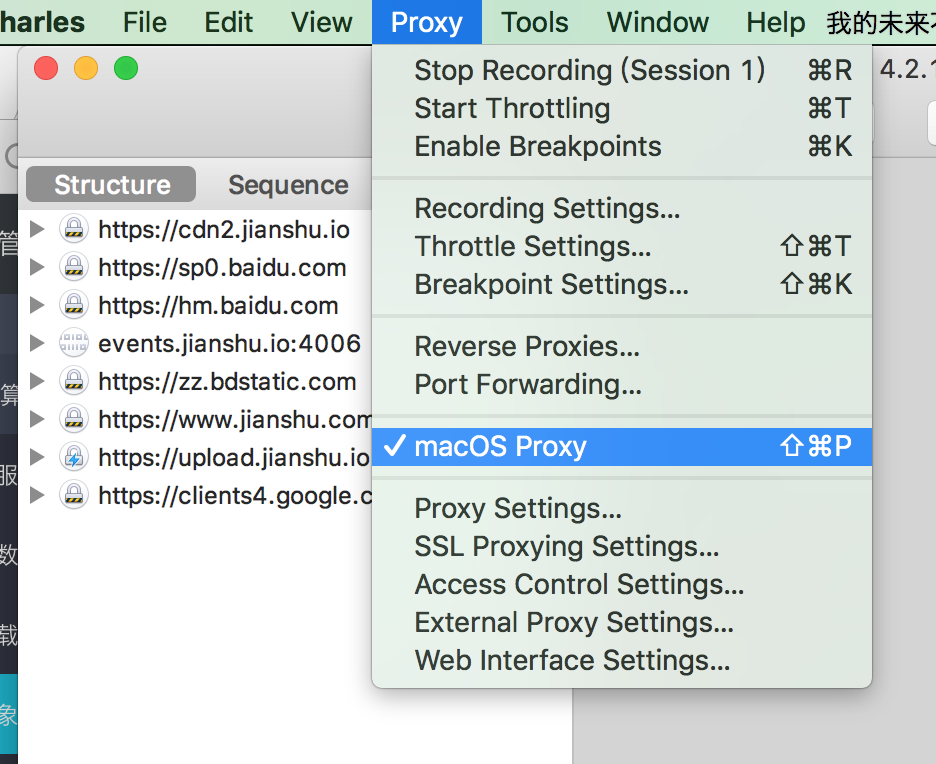 harles File Edit View Proxy Tools Window Help 我的未来不
4.2.1
Stop Recording (Session 1) ⌘R
Start Throttling ⌘T
Enable Breakpoints ⌘K
Recording Settings...
Throttle Settings... ⇧⌘T
Breakpoint Settings... ⇧⌘K
Reverse Proxies...
Port Forwarding...
✓ macOS Proxy ⇧⌘P
Proxy Settings...
SSL Proxying Settings...
Access Control Settings...
External Proxy Settings...
Web Interface Settings...
Structure Sequence
https://cdn2.jianshu.io
https://sp0.baidu.com
https://hm.baidu.com
events.jianshu.io:4006
https://zz.bdstatic.com
https://www.jianshu.com
https://upload.jianshu.io
https://clients4.google.c
管
算
服
数
载
象